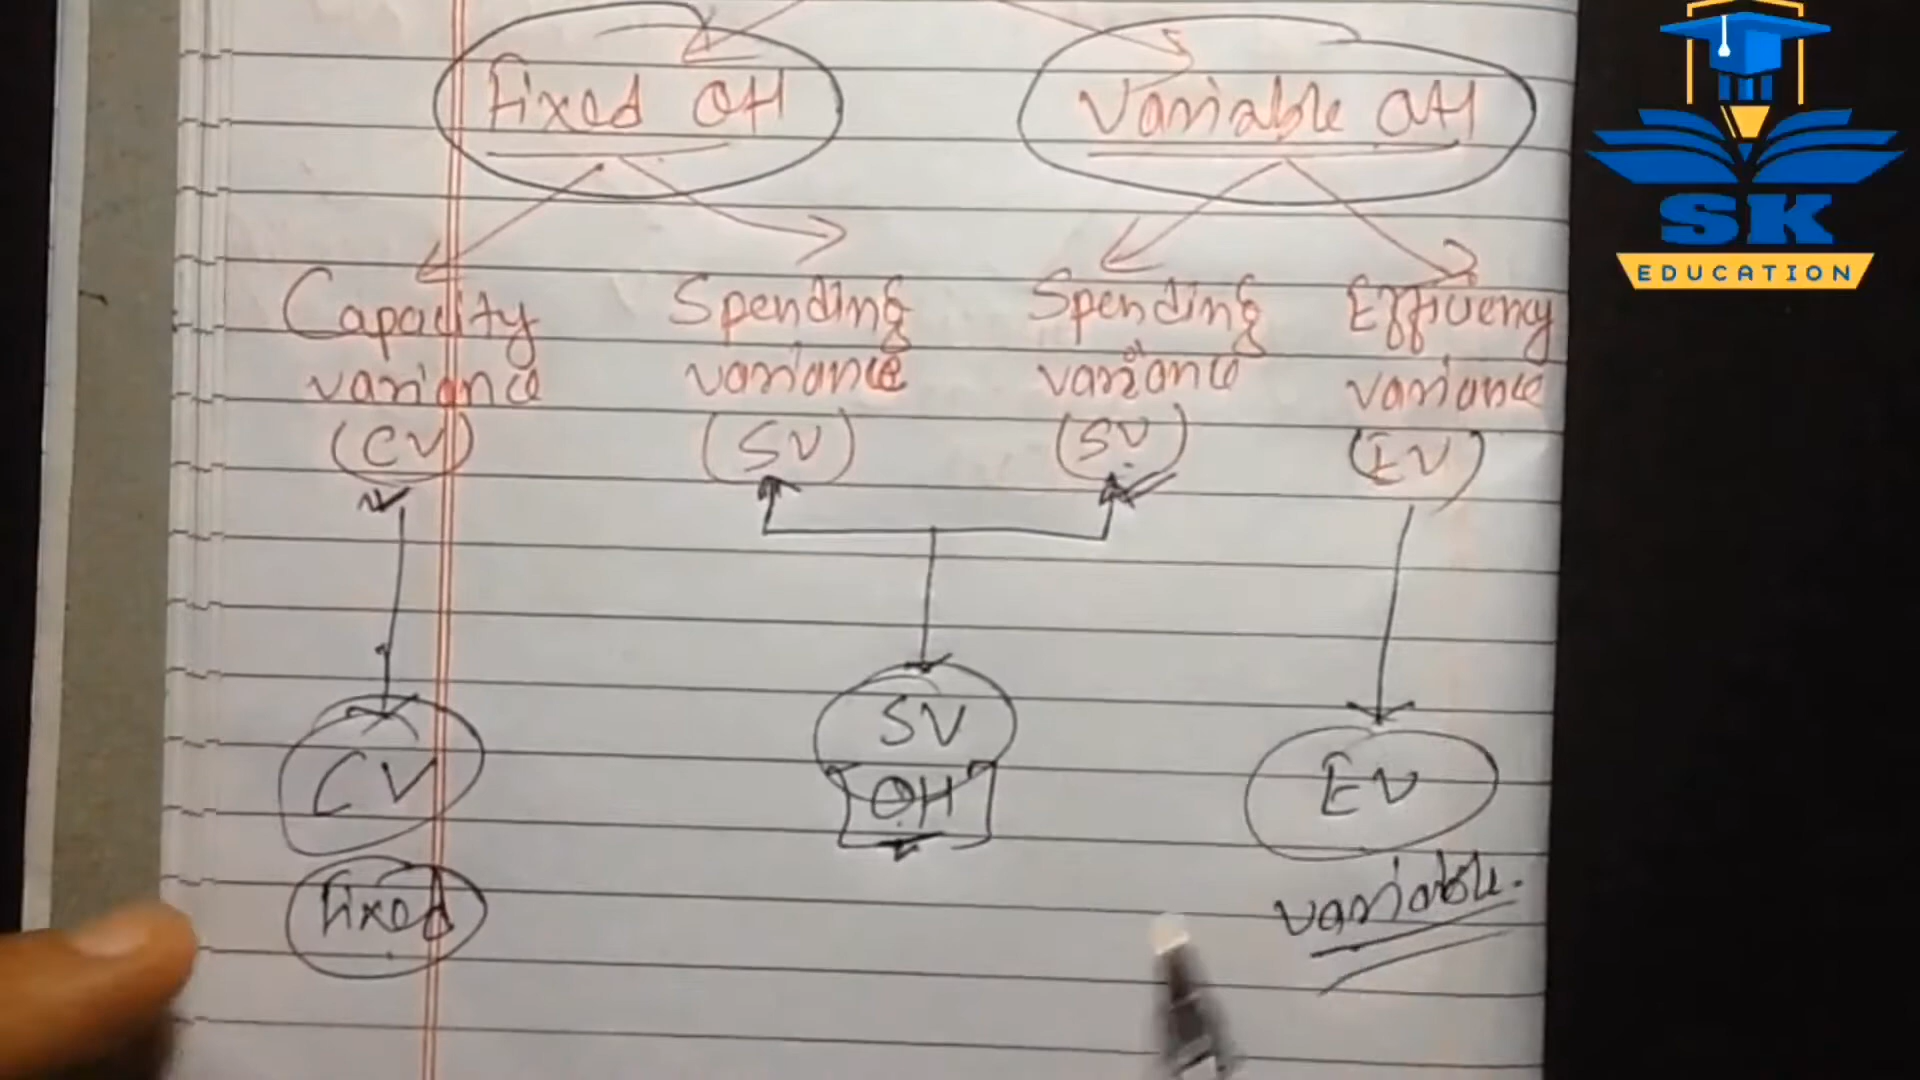 Fixed OH
Variable OH
Capacity
variance
(CV)
Spending
variance
(SV)
Spending
variance
(SV)
Efficiency
variance
(EV)
CV
Fixed
SV
OH
EV
variable.
SK
EDUCATION